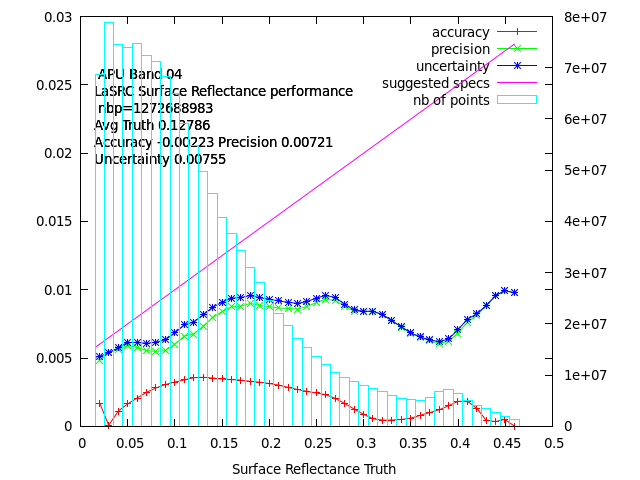 0.03
0.025
0.02
0.015
0.01
0.005
0
8e+07
7e+07
6e+07
5e+07
4e+07
3e+07
2e+07
1e+07
0
accuracy
precision
uncertainty
suggested specs
nb of points
APU Band 04
LaSRC Surface Reflectance performance
nbp=1272688983
Avg Truth 0.12786
Accuracy -0.00223 Precision 0.00721
Uncertainty 0.00755
0 0.05 0.1 0.15 0.2 0.25 0.3 0.35 0.4 0.45 0.5
Surface Reflectance Truth